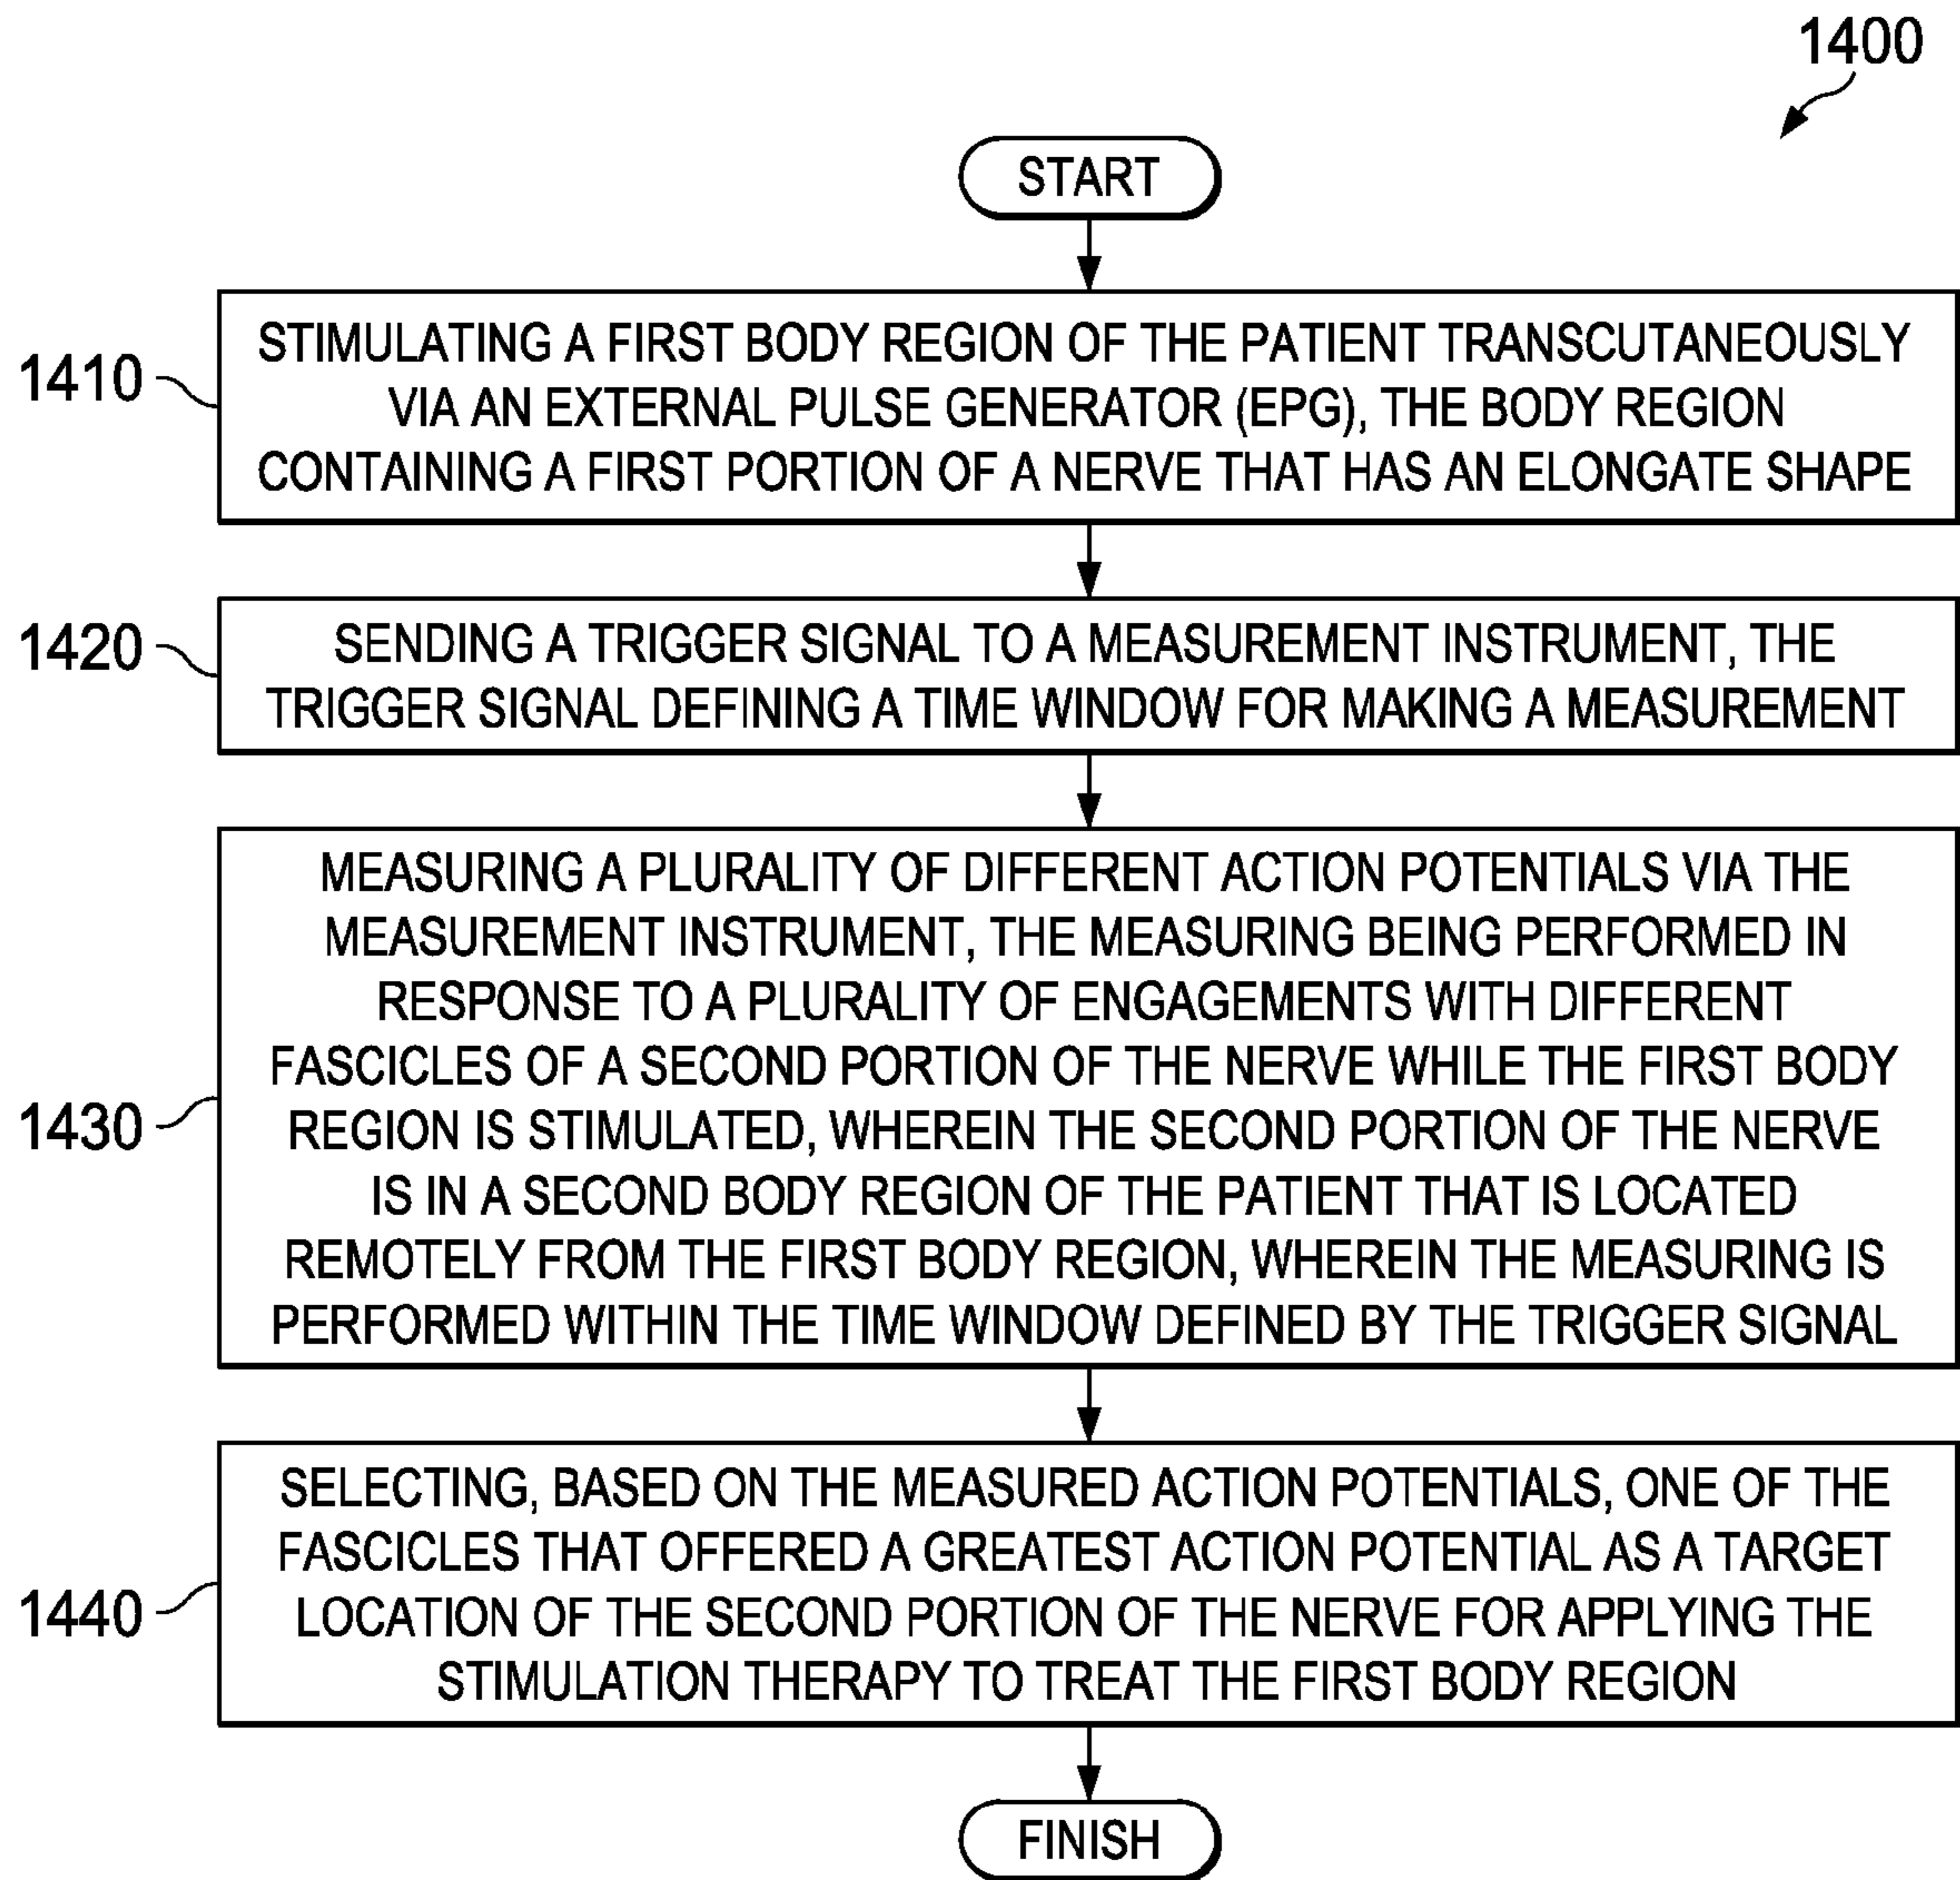 1400
START
1410
STIMULATING A FIRST BODY REGION OF THE PATIENT TRANSCUTANEOUSLY
VIA AN EXTERNAL PULSE GENERATOR (EPG), THE BODY REGION
CONTAINING A FIRST PORTION OF A NERVE THAT HAS AN ELONGATE SHAPE
1420
SENDING A TRIGGER SIGNAL TO A MEASUREMENT INSTRUMENT, THE
TRIGGER SIGNAL DEFINING A TIME WINDOW FOR MAKING A MEASUREMENT
1430
MEASURING A PLURALITY OF DIFFERENT ACTION POTENTIALS VIA THE
MEASUREMENT INSTRUMENT, THE MEASURING BEING PERFORMED IN
RESPONSE TO A PLURALITY OF ENGAGEMENTS WITH DIFFERENT
FASCICLES OF A SECOND PORTION OF THE NERVE WHILE THE FIRST BODY
REGION IS STIMULATED, WHEREIN THE SECOND PORTION OF THE NERVE
IS IN A SECOND BODY REGION OF THE PATIENT THAT IS LOCATED
REMOTELY FROM THE FIRST BODY REGION, WHEREIN THE MEASURING IS
PERFORMED WITHIN THE TIME WINDOW DEFINED BY THE TRIGGER SIGNAL
1440
SELECTING, BASED ON THE MEASURED ACTION POTENTIALS, ONE OF THE
FASCICLES THAT OFFERED A GREATEST ACTION POTENTIAL AS A TARGET
LOCATION OF THE SECOND PORTION OF THE NERVE FOR APPLYING THE
STIMULATION THERAPY TO TREAT THE FIRST BODY REGION
FINISH